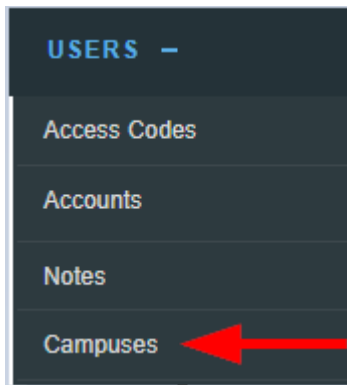 USERS –
Access Codes
Accounts
Notes
Campuses